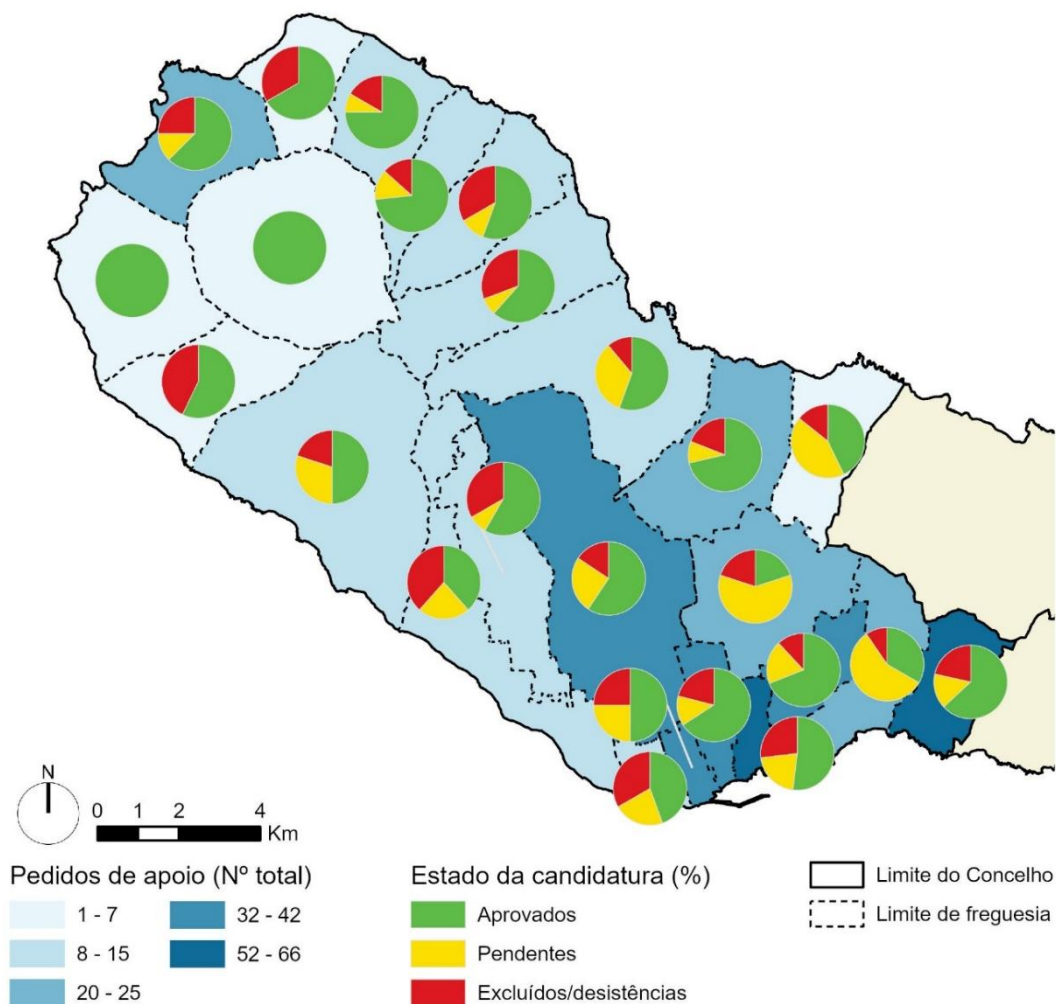 N
0 1 2 4
Km
Pedidos de apoio (Nº total)
1 - 7
8 - 15
20 - 25
32 - 42
52 - 66
Estado da candidatura (%)
Aprovados
Pendentes
Excluídos/desistências
Limite do Concelho
Limite de freguesia